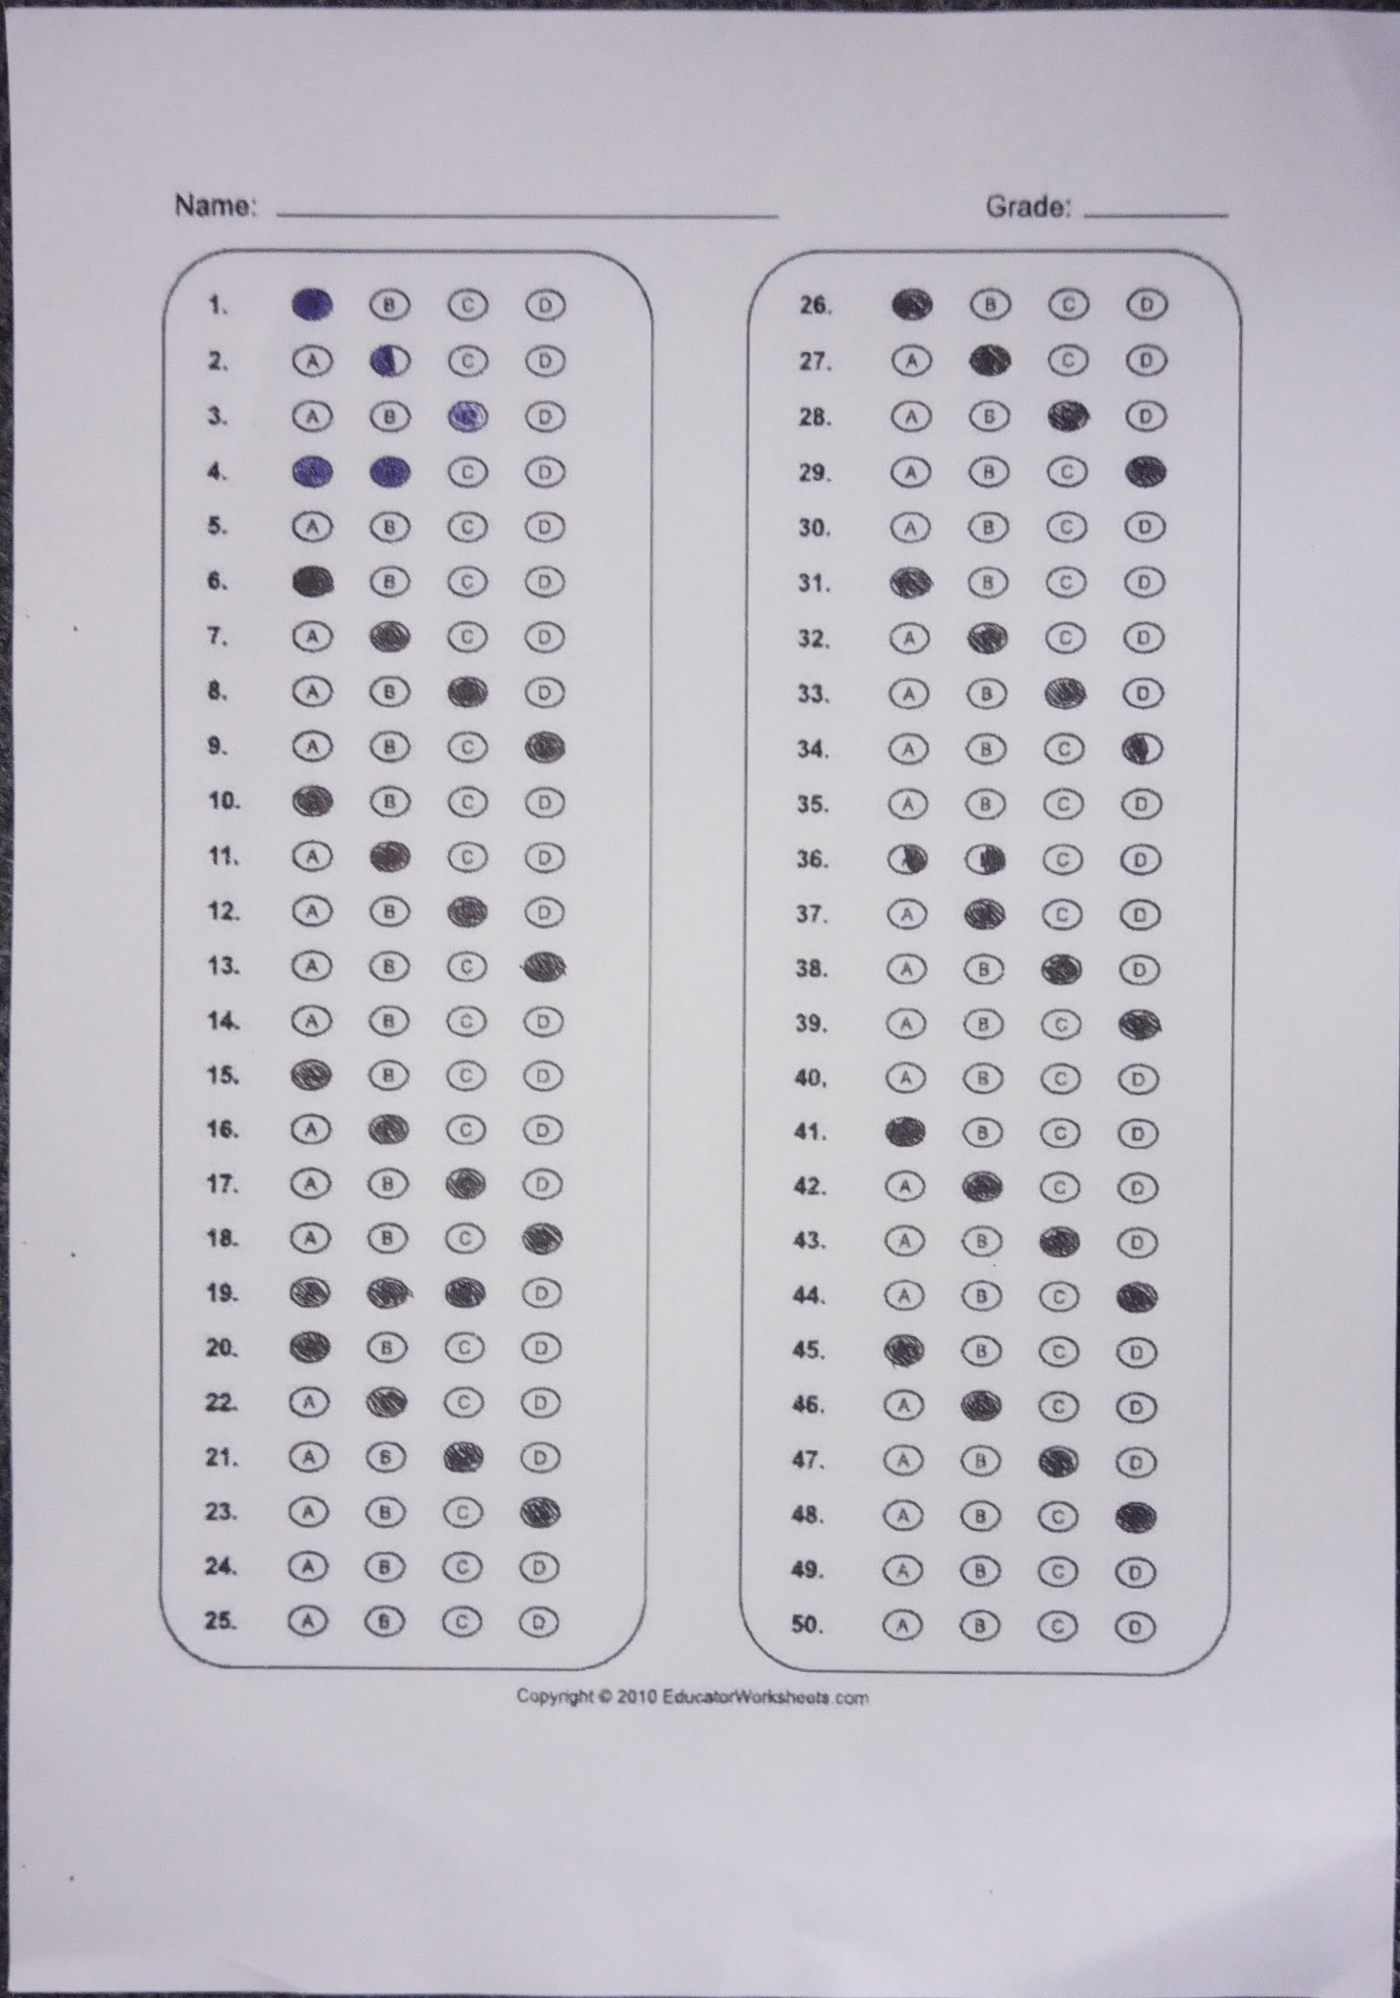 Name: Grade:
1. B C D
2. A C D
3. A B D
4. C D
5. A B C D
6. B C D
7. A C D
8. A B D
9. A B C
10. B C D
11. A C D
12. A B D
13. A B C
14. A B C D
15. B C D
16. A C D
17. A B D
18. A B C
19. D
20. B C D
22. A C D
21. A B D
23. A B C
24. A B C D
25. A B C D
26. B C D
27. A C D
28. A B D
29. A B C
30. A B C D
31. B C D
32. A C D
33. A B D
34. A B C
35. A B C D
36. C D
37. A C D
38. A B D
39. A B C
40. A B C D
41. B C D
42. A C D
43. A B D
44. A B C
45. B C D
46. A C D
47. A B D
48. A B C
49. A B C D
50. A B C D
Copyright © 2010 EducatorWorksheets.com